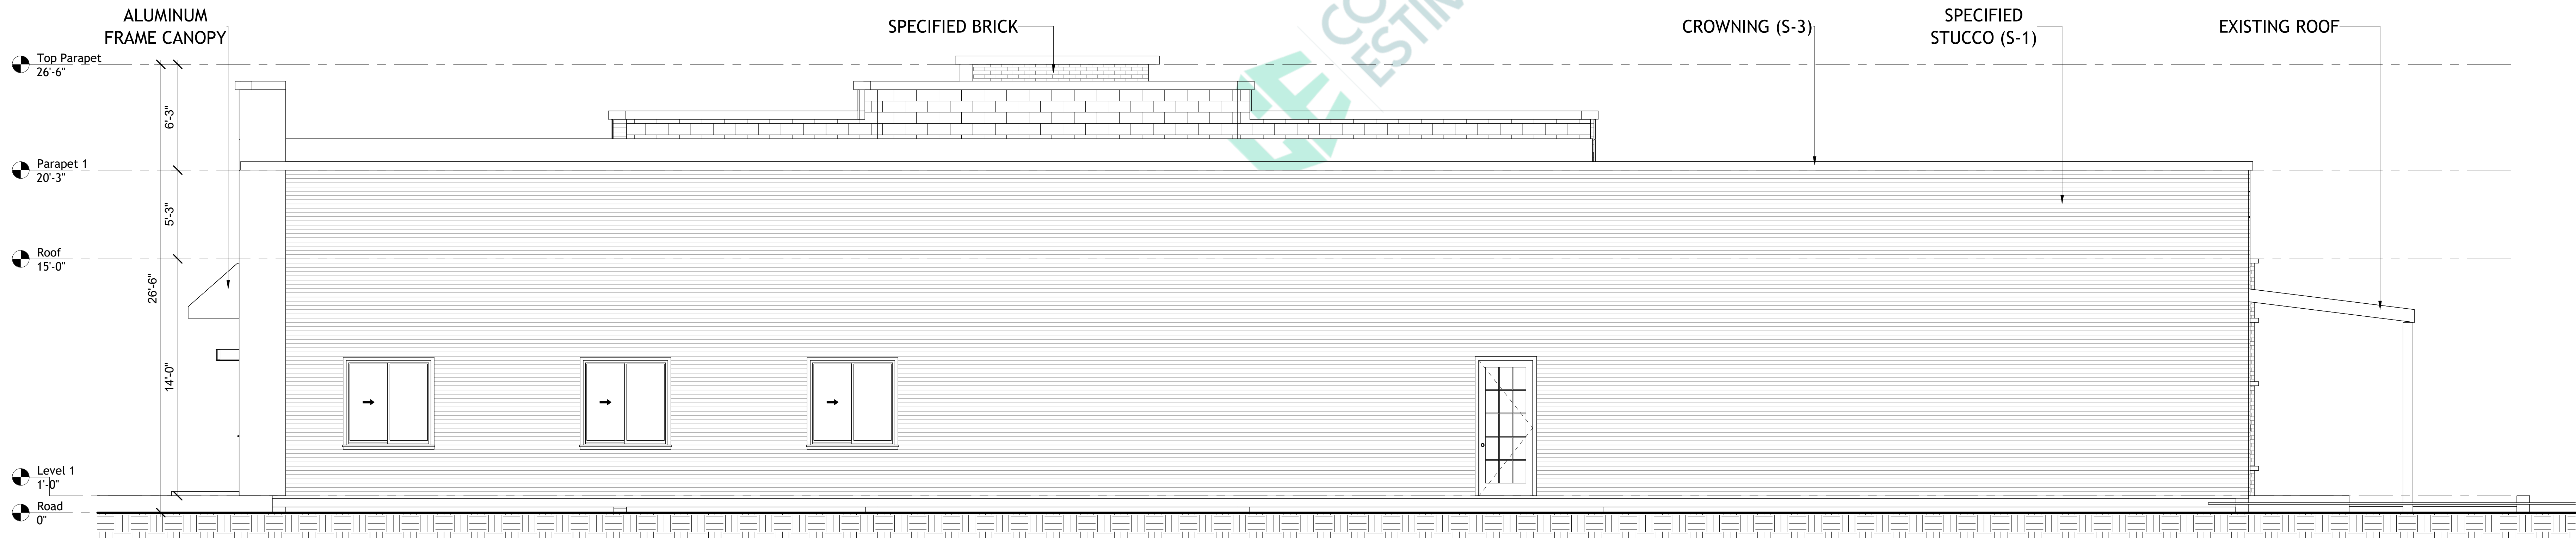 ALUMINUM
FRAME CANOPY
SPECIFIED BRICK
CROWNING (S-3)
SPECIFIED
STUCCO (S-1)
EXISTING ROOF
Top Parapet
26'-6"
6'-3"
Parapet 1
20'-3"
5'-3"
Roof
15'-0"
26'-6"
14'-0"
Level 1
1'-0"
Road
0"